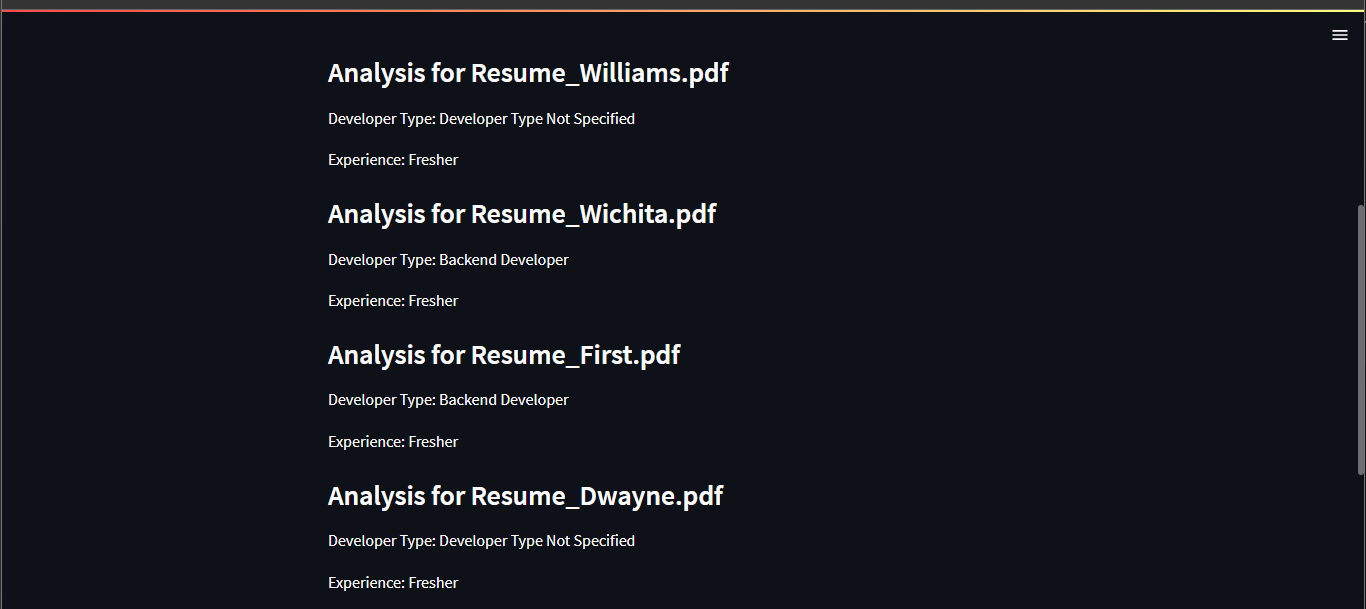 Analysis for Resume_Williams.pdf
Developer Type: Developer Type Not Specified
Experience: Fresher
Analysis for Resume_Wichita.pdf
Developer Type: Backend Developer
Experience: Fresher
Analysis for Resume_First.pdf
Developer Type: Backend Developer
Experience: Fresher
Analysis for Resume_Dwayne.pdf
Developer Type: Developer Type Not Specified
Experience: Fresher